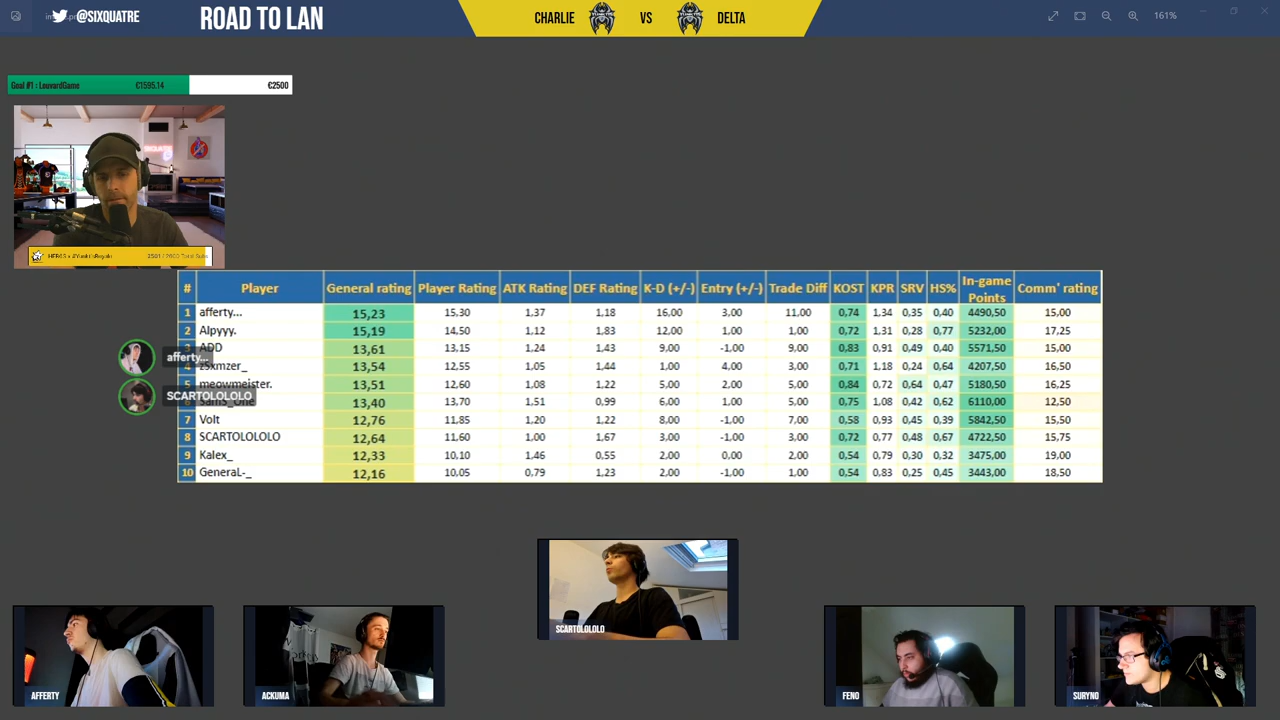 @SIXQUATRE
ROAD TO LAN
CHARLIE VS DELTA
161%
Goal #1 : LouvardGame €1595.14 €2500
# Player General rating Player Rating ATK Rating DEF Rating K-D (+/-) Entry (+/-) Trade Diff KOST KPR SRV HS% In-game Points Comm' rating
1 afferty... 15,23 15,30 1,37 1,18 16,00 3,00 11,00 0,74 1,34 0,35 0,40 4490,50 15,00
2 Alpyyy. 15,19 14,50 1,12 1,83 12,00 1,00 1,00 0,72 1,31 0,28 0,77 5232,00 17,25
3 ADD 13,61 13,15 1,24 1,43 9,00 -1,00 9,00 0,83 0,91 0,49 0,40 5571,50 15,00
afferty...
4 z5xmzer_ 13,54 12,55 1,05 1,44 1,00 4,00 3,00 0,71 1,18 0,24 0,64 4207,50 16,50
5 meowmeister. 13,51 12,60 1,08 1,22 5,00 2,00 5,00 0,84 0,72 0,64 0,47 5180,50 16,25
SCARTOLOLOLO
13,40 13,70 1,51 0,99 6,00 1,00 5,00 0,75 1,08 0,42 0,62 6110,00 12,50
7 Volt 12,76 11,85 1,20 1,22 8,00 -1,00 7,00 0,58 0,93 0,45 0,39 5842,50 15,50
8 SCARTOLOLOLO 12,64 11,60 1,00 1,67 3,00 -1,00 3,00 0,72 0,77 0,48 0,67 4722,50 15,75
9 Kalex_ 12,33 10,10 1,46 0,55 2,00 0,00 2,00 0,54 0,79 0,30 0,32 3475,00 19,00
10 GeneraL-_ 12,16 10,05 0,79 1,23 2,00 -1,00 1,00 0,54 0,83 0,25 0,45 3443,00 18,50
SCARTOLOLOLO
AFFERTY
ACKUMA
FENO
SURYNO